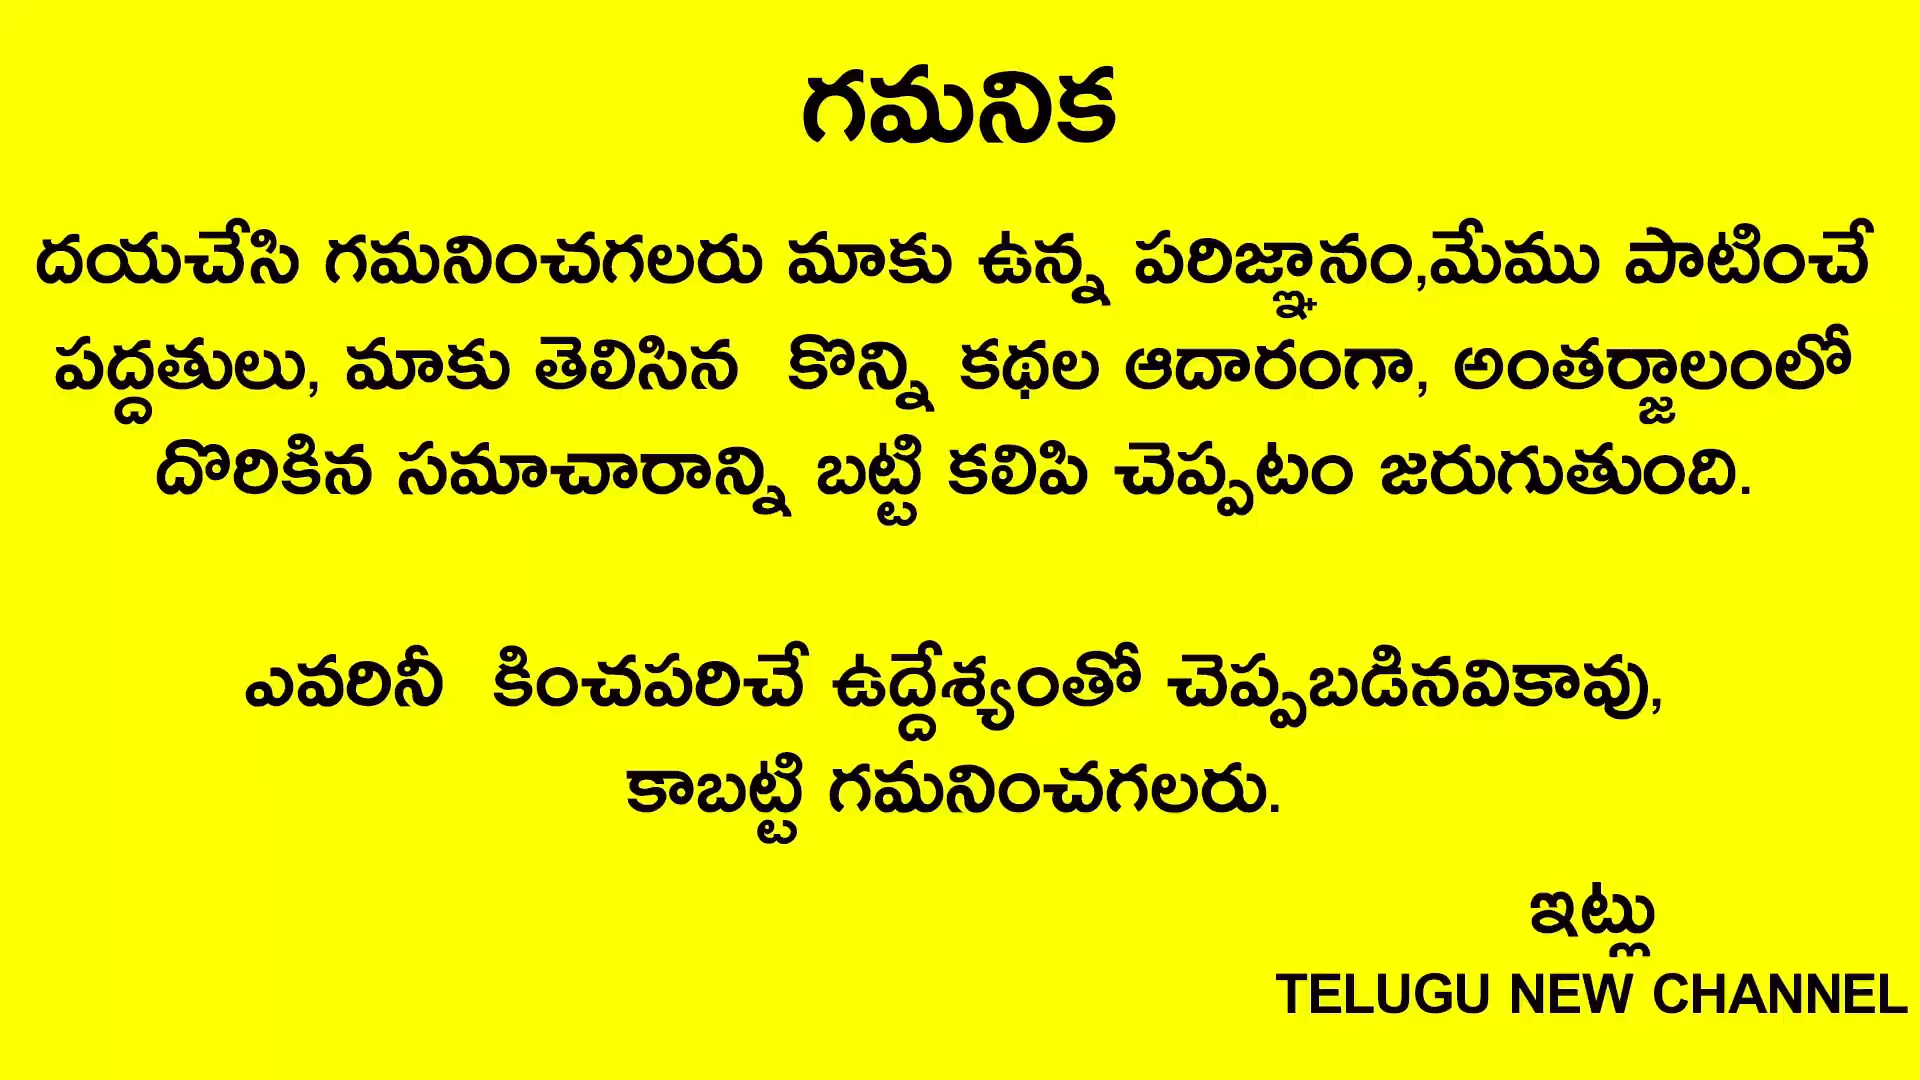 గమనిక
దయచేసి గమనించగలరు మాకు ఉన్న పరిజ్ఞానం,మేము పాటించే
పద్దతులు, మాకు తెలిసిన కొన్ని కథల ఆదారంగా, అంతర్జాలంలో
దొరికిన సమాచారాన్ని బట్టి కలిపి చెప్పటం జరుగుతుంది.
ఎవరినీ కించపరిచే ఉద్దేశ్యంతో చెప్పబడినవికావు,
కాబట్టి గమనించగలరు.
ఇట్లు
TELUGU NEW CHANNEL